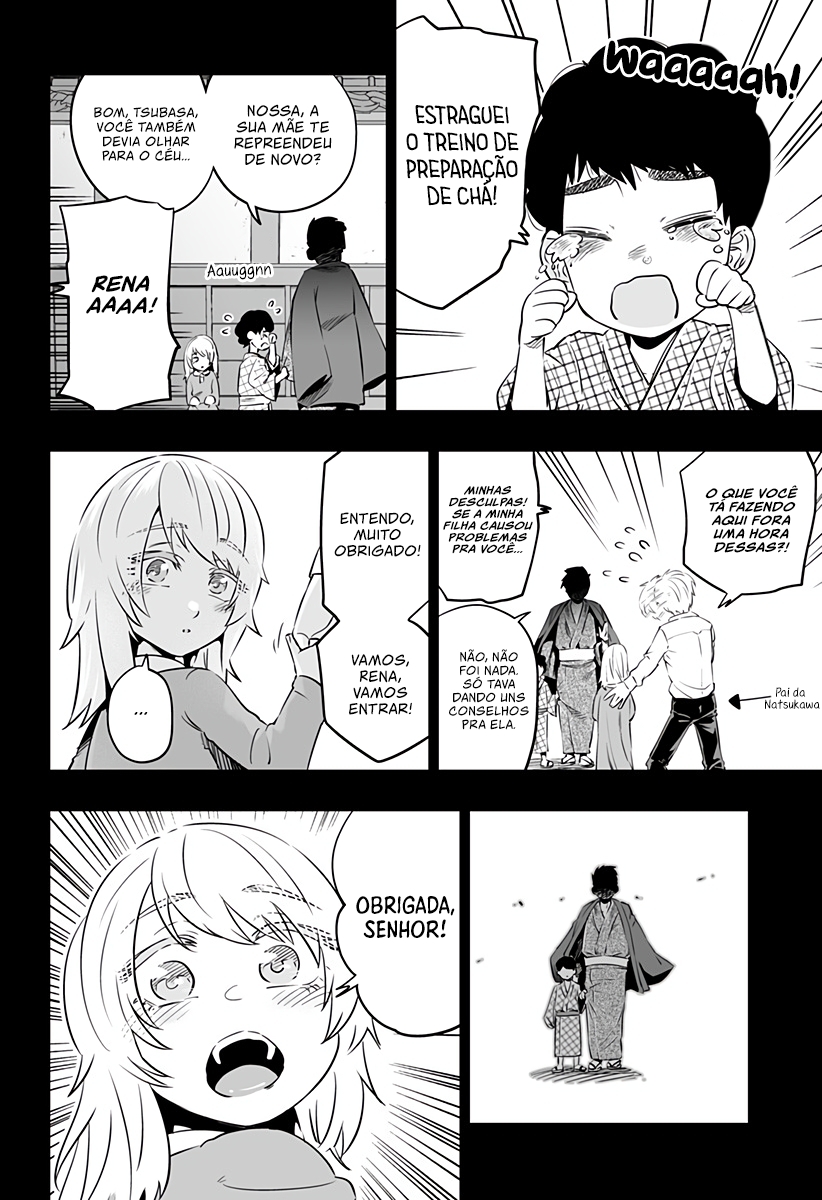 Waaaaaah!
ESTRAGUEI
O TREINO DE
PREPARAÇÃO
DE CHÁ!
NOSSA, A
SUA MÃE TE
REPREENDEU
DE NOVO?
BOM, TSUBASA,
VOCÊ TAMBÉM
DEVIA OLHAR
PARA O CÉU...
Aauuggnn
RENA
AAAA!
O QUE VOCÊ
TÁ FAZENDO
AQUI FORA
UMA HORA
DESSAS?!
MINHAS
DESCULPAS!
SE A MINHA
FILHA CAUSOU
PROBLEMAS
PRA VOCÊ...
NÃO, NÃO
FOI NADA.
SÓ TAVA
DANDO UNS
CONSELHOS
PRA ELA.
Pai da
Natsukawa
ENTENDO,
MUITO
OBRIGADO!
VAMOS,
RENA,
VAMOS
ENTRAR!
...
OBRIGADA,
SENHOR!